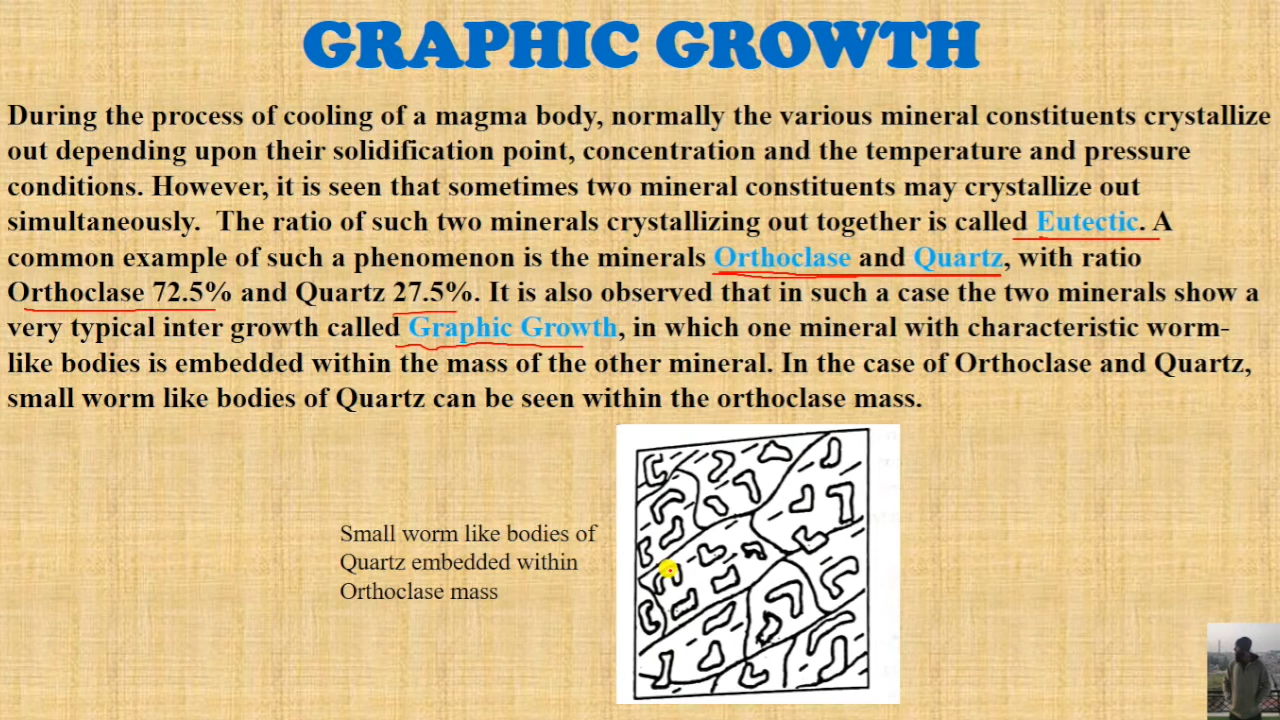 GRAPHIC GROWTH
During the process of cooling of a magma body, normally the various mineral constituents crystallize
out depending upon their solidification point, concentration and the temperature and pressure
conditions. However, it is seen that sometimes two mineral constituents may crystallize out
simultaneously. The ratio of such two minerals crystallizing out together is called Eutectic. A
common example of such a phenomenon is the minerals Orthoclase and Quartz, with ratio
Orthoclase 72.5% and Quartz 27.5%. It is also observed that in such a case the two minerals show a
very typical inter growth called Graphic Growth, in which one mineral with characteristic worm-
like bodies is embedded within the mass of the other mineral. In the case of Orthoclase and Quartz,
small worm like bodies of Quartz can be seen within the orthoclase mass.
Small worm like bodies of
Quartz embedded within
Orthoclase mass